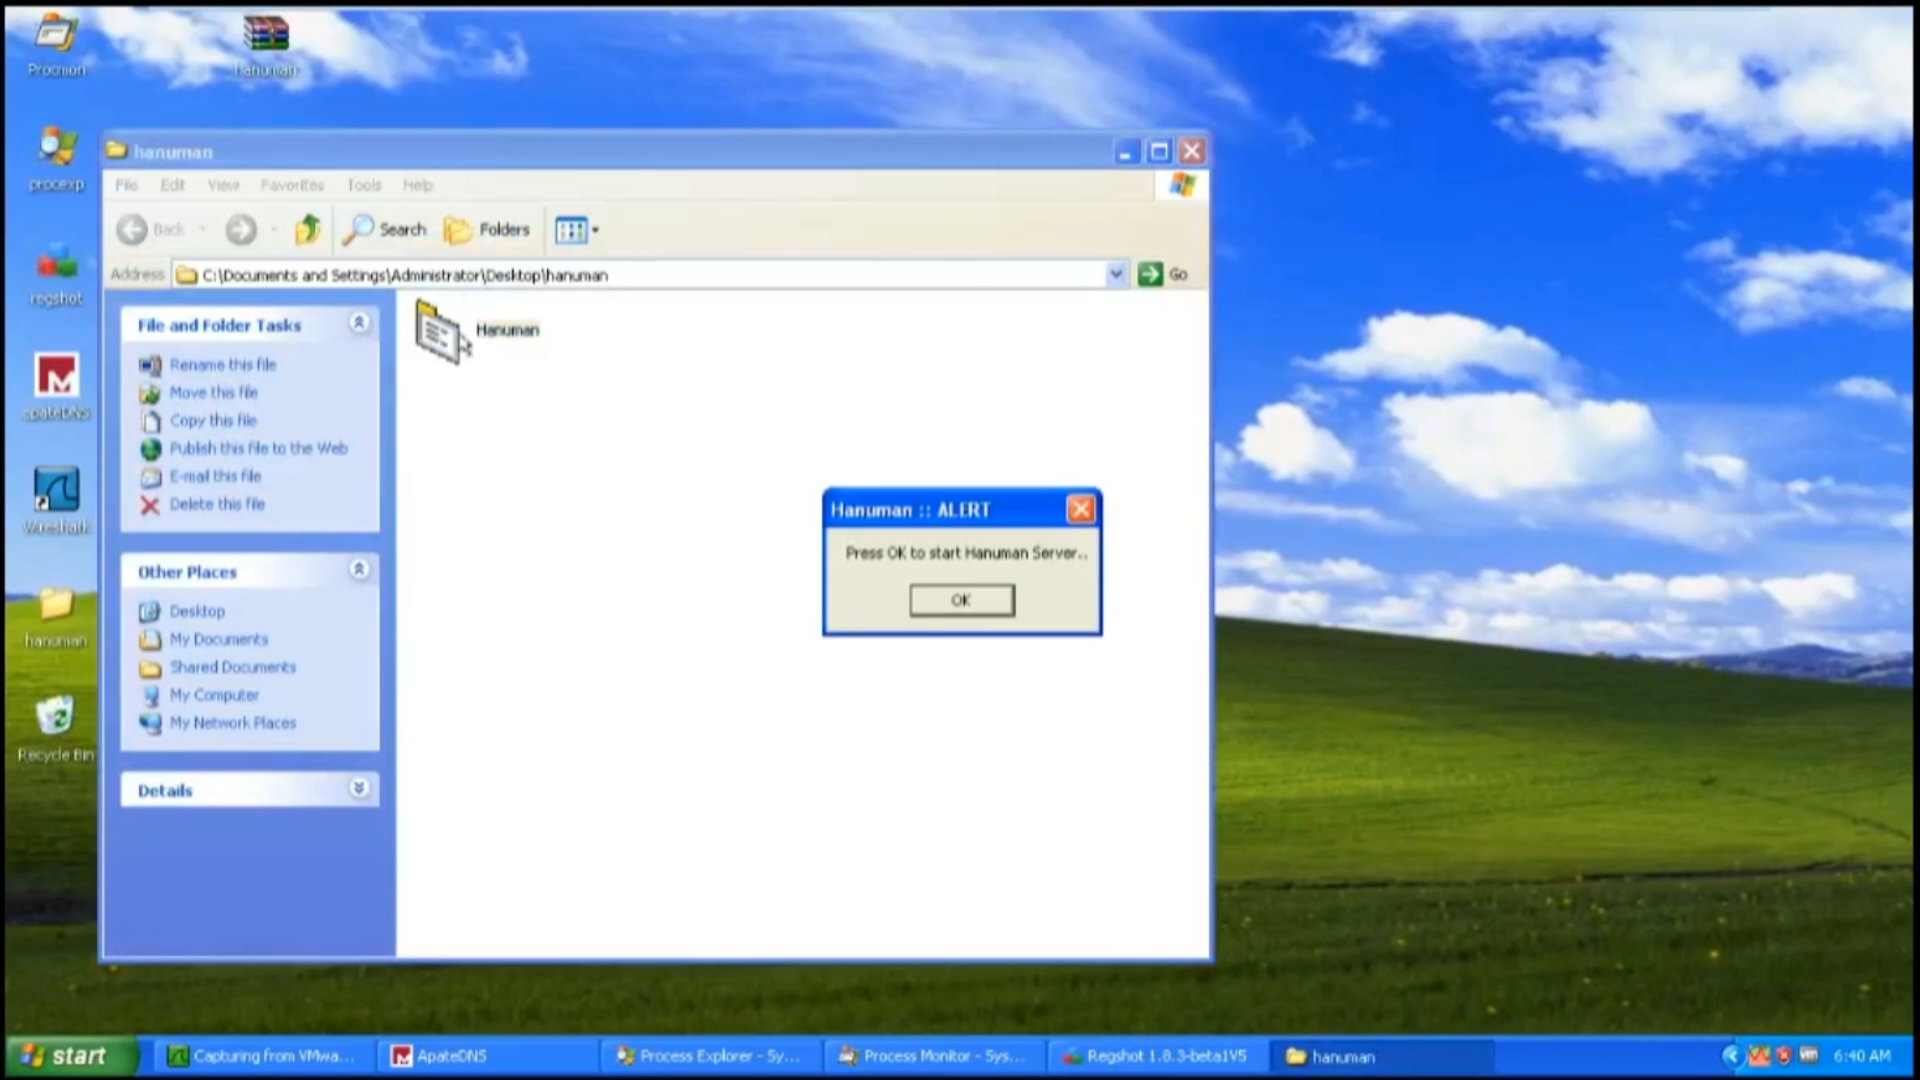 Procmon
hanuman
procexp
regshot
apateDNS
Wireshark
hanuman
Recycle Bin
hanuman
File Edit View Favorites Tools Help
Back Search Folders
Address C:\Documents and Settings\Administrator\Desktop\hanuman Go
File and Folder Tasks
Rename this file
Move this file
Copy this file
Publish this file to the Web
E-mail this file
Delete this file
Other Places
Desktop
My Documents
Shared Documents
My Computer
My Network Places
Details
Hanuman
Hanuman :: ALERT
Press OK to start Hanuman Server..
OK
start Capturing from VMwa... ApateDNS Process Explorer - Sy... Process Monitor - Sys... Regshot 1.8.3-beta1V5 hanuman 6:40 AM